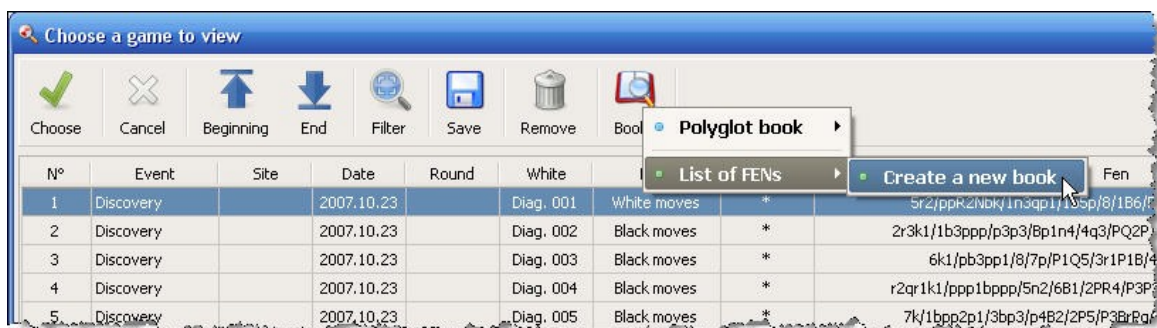 Choose a game to view
Choose Cancel Beginning End Filter Save Remove Boo
Polyglot book
List of FENs
Create a new book
N° Event Site Date Round White Fen
1 Discovery 2007.10.23 Diag. 001 White moves *
2 Discovery 2007.10.23 Diag. 002 Black moves * 2r3k1/1b3ppp/p3p3/Bp1n4/4q3/PQ2P
3 Discovery 2007.10.23 Diag. 003 Black moves * 6k1/pb3pp1/8/7p/P1Q5/3r1P1B/4
4 Discovery 2007.10.23 Diag. 004 Black moves * r2qr1k1/ppp1bppp/5n2/6B1/2PR4/P3P
5 Discovery 2007.10.23 Diag. 005 Black moves * 7k/1bpp2p1/3bp3/p4B2/2P5/P3BrRq/